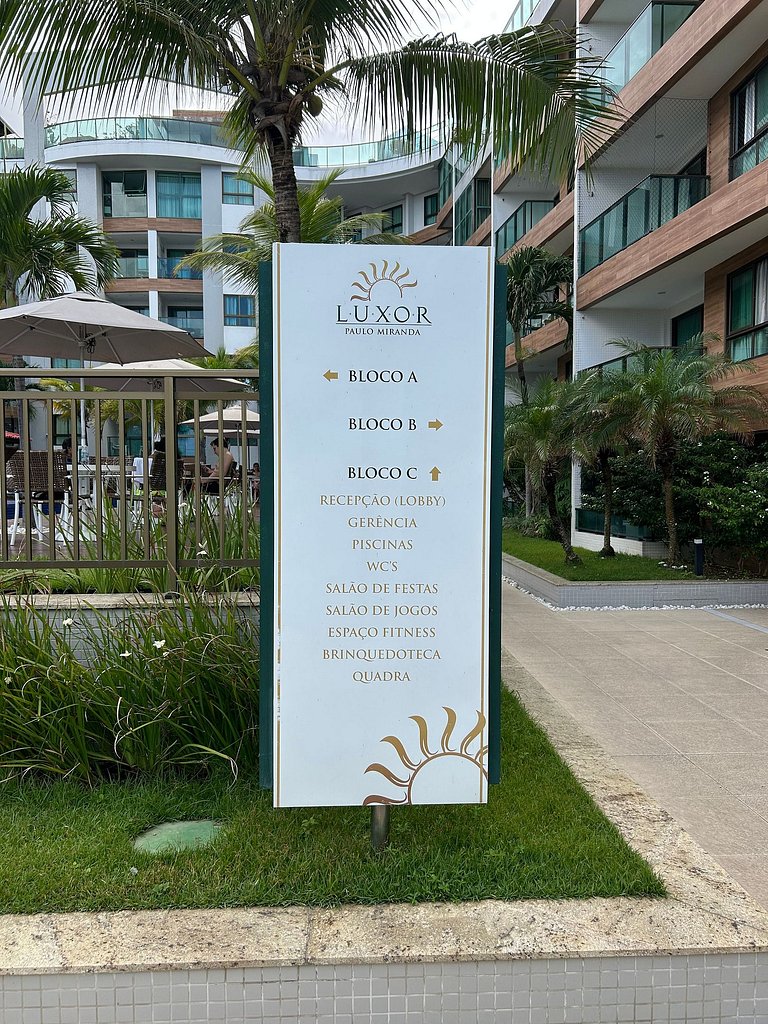 LUXOR
PAULO MIRANDA
BLOCO A
BLOCO B
BLOCO C
RECEPÇÃO (LOBBY)
GERÊNCIA
PISCINAS
WC'S
SALÃO DE FESTAS
SALÃO DE JOGOS
ESPAÇO FITNESS
BRINQUEDOTECA
QUADRA